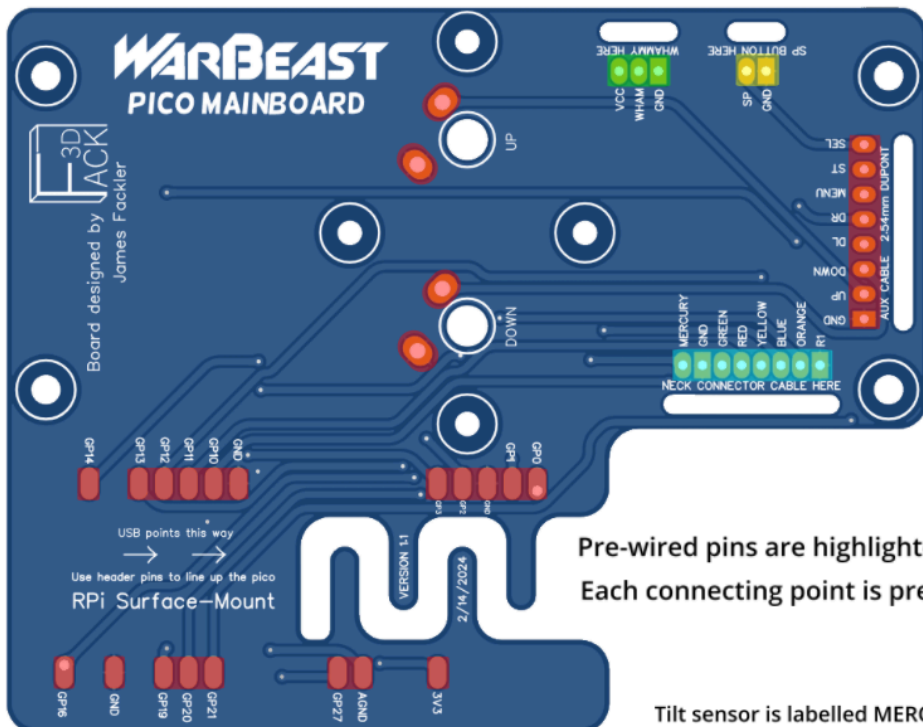 WARBEAST
PICO MAINBOARD
F3D
FACK
Board designed by
James Fackler
WHAMMY HERE
VCC
WHAM
GND
SP BUTTON HERE
SP
GND
UP
DOWN
SEL
ST
MENU
DR
DL
DOWN
UP
GND
AUX CABLE 2.54mm DUPONT
MERCURY
GND
GREEN
RED
YELLOW
BLUE
ORANGE
R1
NECK CONNECTOR CABLE HERE
GP14
GP13
GP12
GP11
GP10
GND
GP3
GP2
GND
GP1
GP0
USB points this way
Use header pins to line up the pico
RPi Surface-Mount
VERSION 1.1
2/14/2024
Pre-wired pins are highlight
Each connecting point is pre
GP16
GND
GP19
GP20
GP21
GP27
AGND
3V3
Tilt sensor is labelled MERC